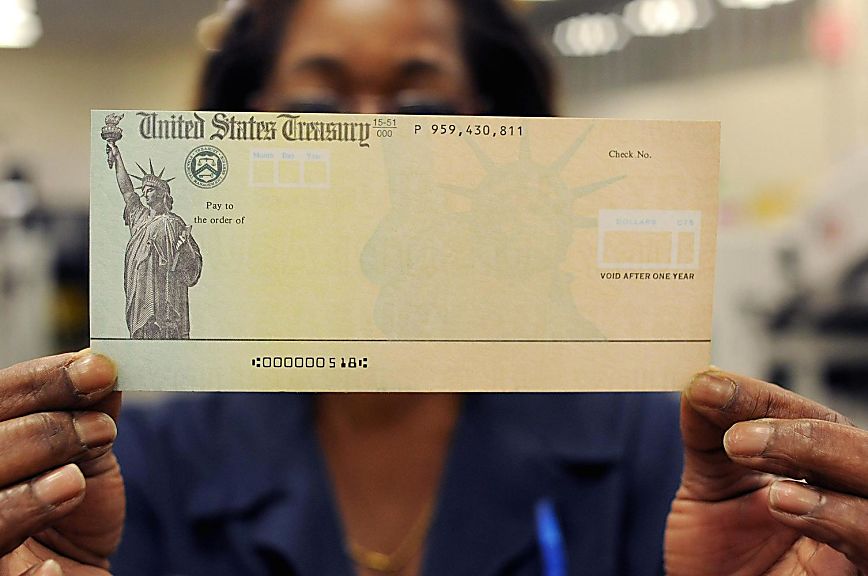 United States Treasury 15-51 P 959,430,811
000
Month Day Year
Check No.
Pay to
the order of
DOLLARS CTS
VOID AFTER ONE YEAR
⑆000000518⑆